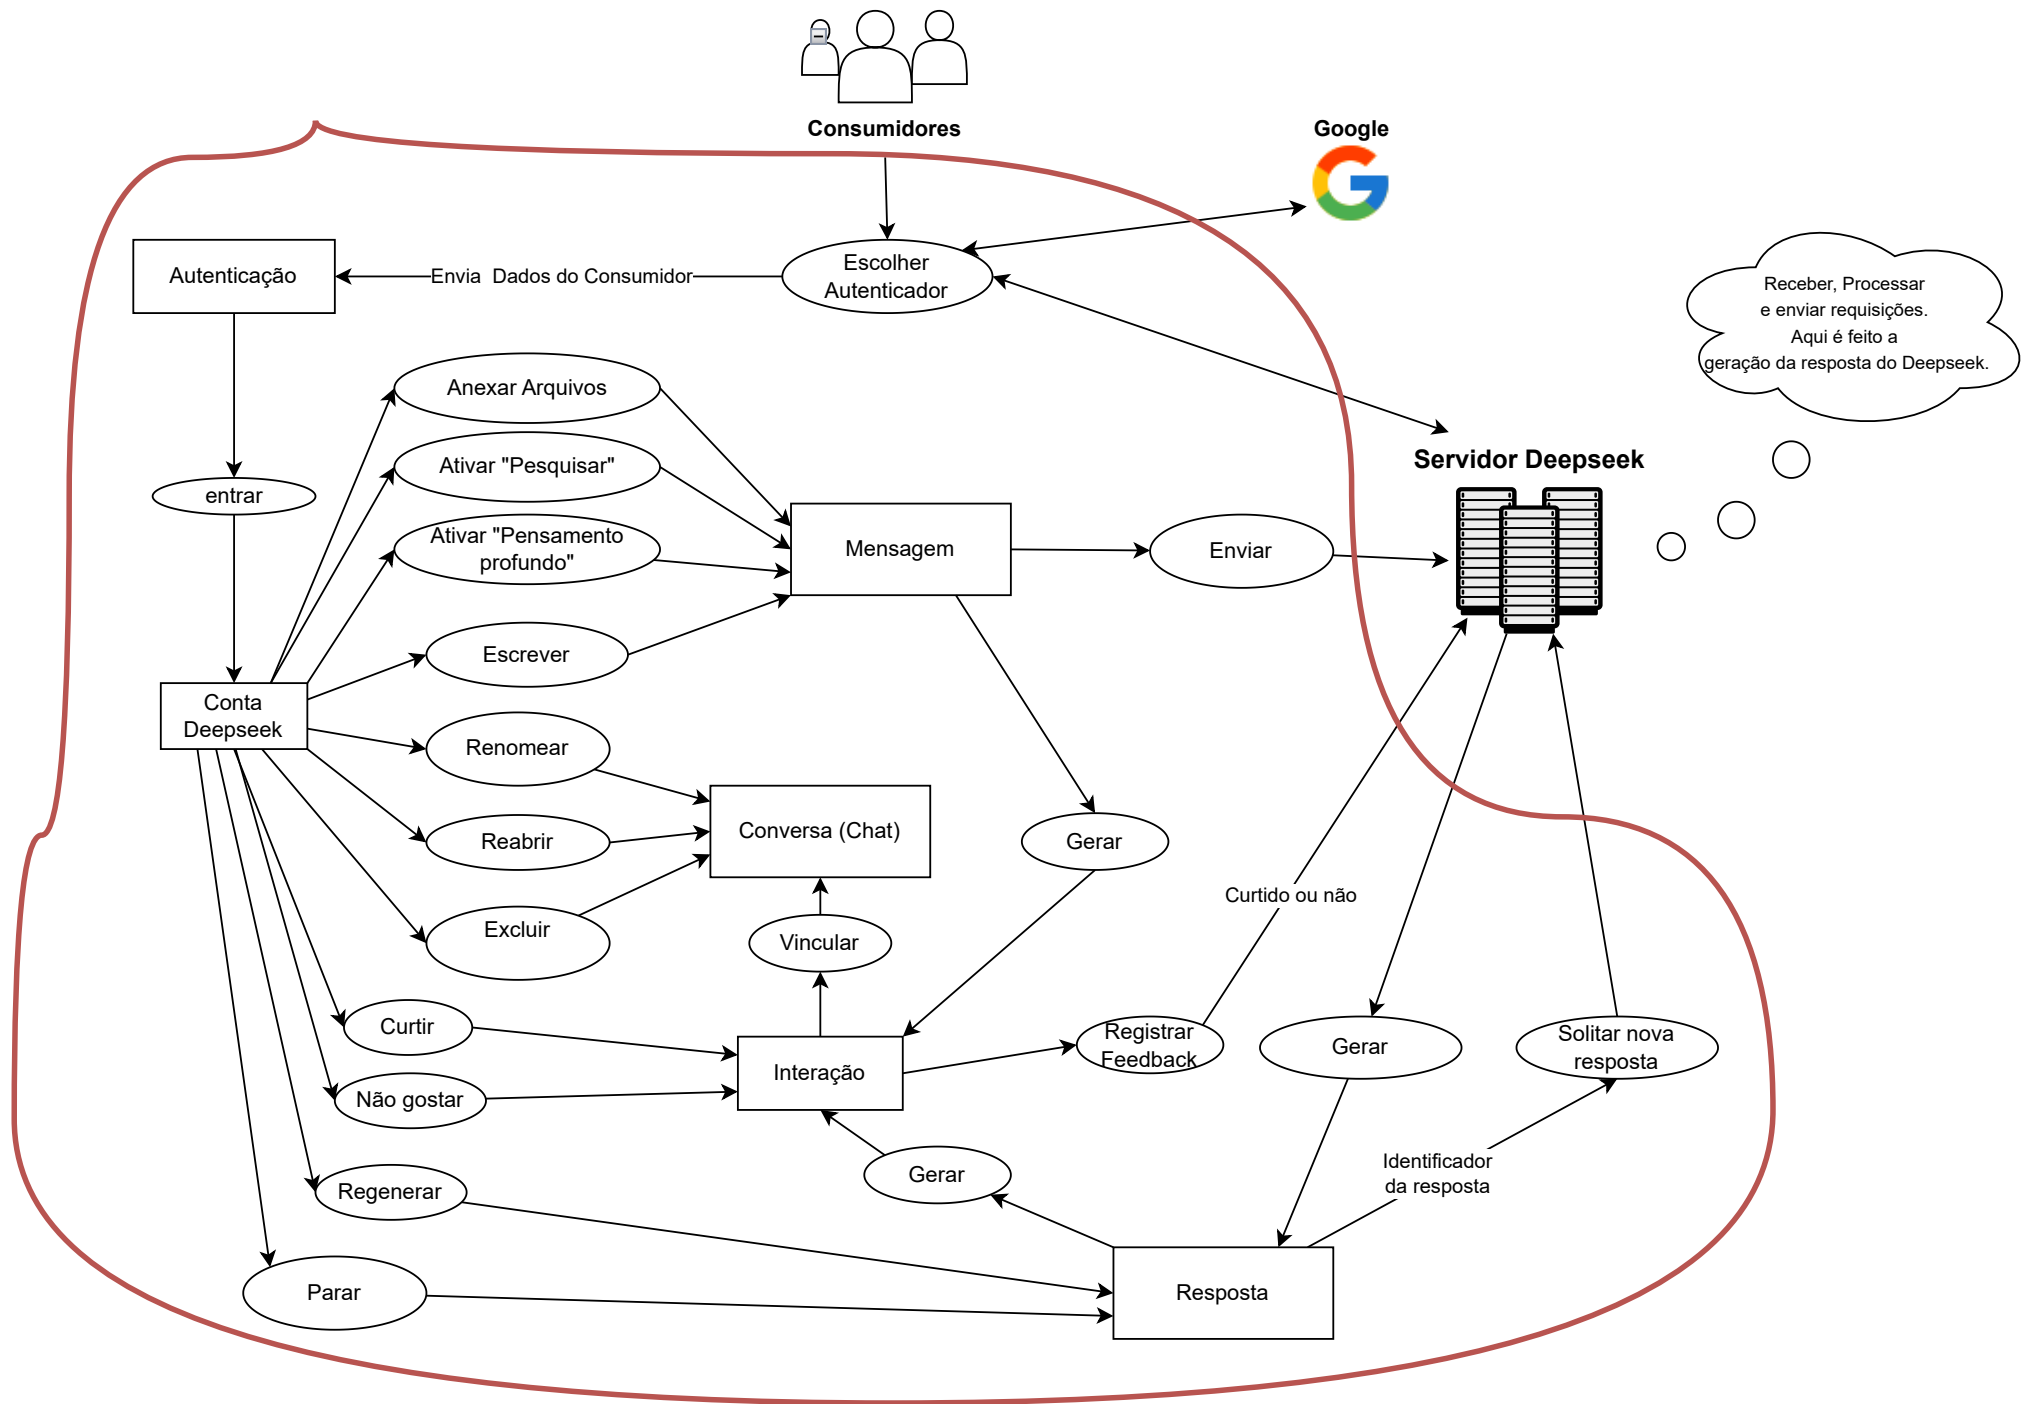 Consumidores
Google
Autenticação
Envia  Dados do Consumidor
Escolher
Autenticador
Receber, Processar
e enviar requisições.
Aqui é feito a
geração da resposta do Deepseek.
Anexar Arquivos
Ativar "Pesquisar"
Servidor Deepseek
entrar
Ativar "Pensamento
profundo"
Mensagem
Enviar
Escrever
Conta
Deepseek
Renomear
Reabrir
Conversa (Chat)
Gerar
Curtido ou não
Excluir
Vincular
Curtir
Registrar
Feedback
Gerar
Solitar nova
resposta
Interação
Não gostar
Identificador
da resposta
Gerar
Regenerar
Parar
Resposta